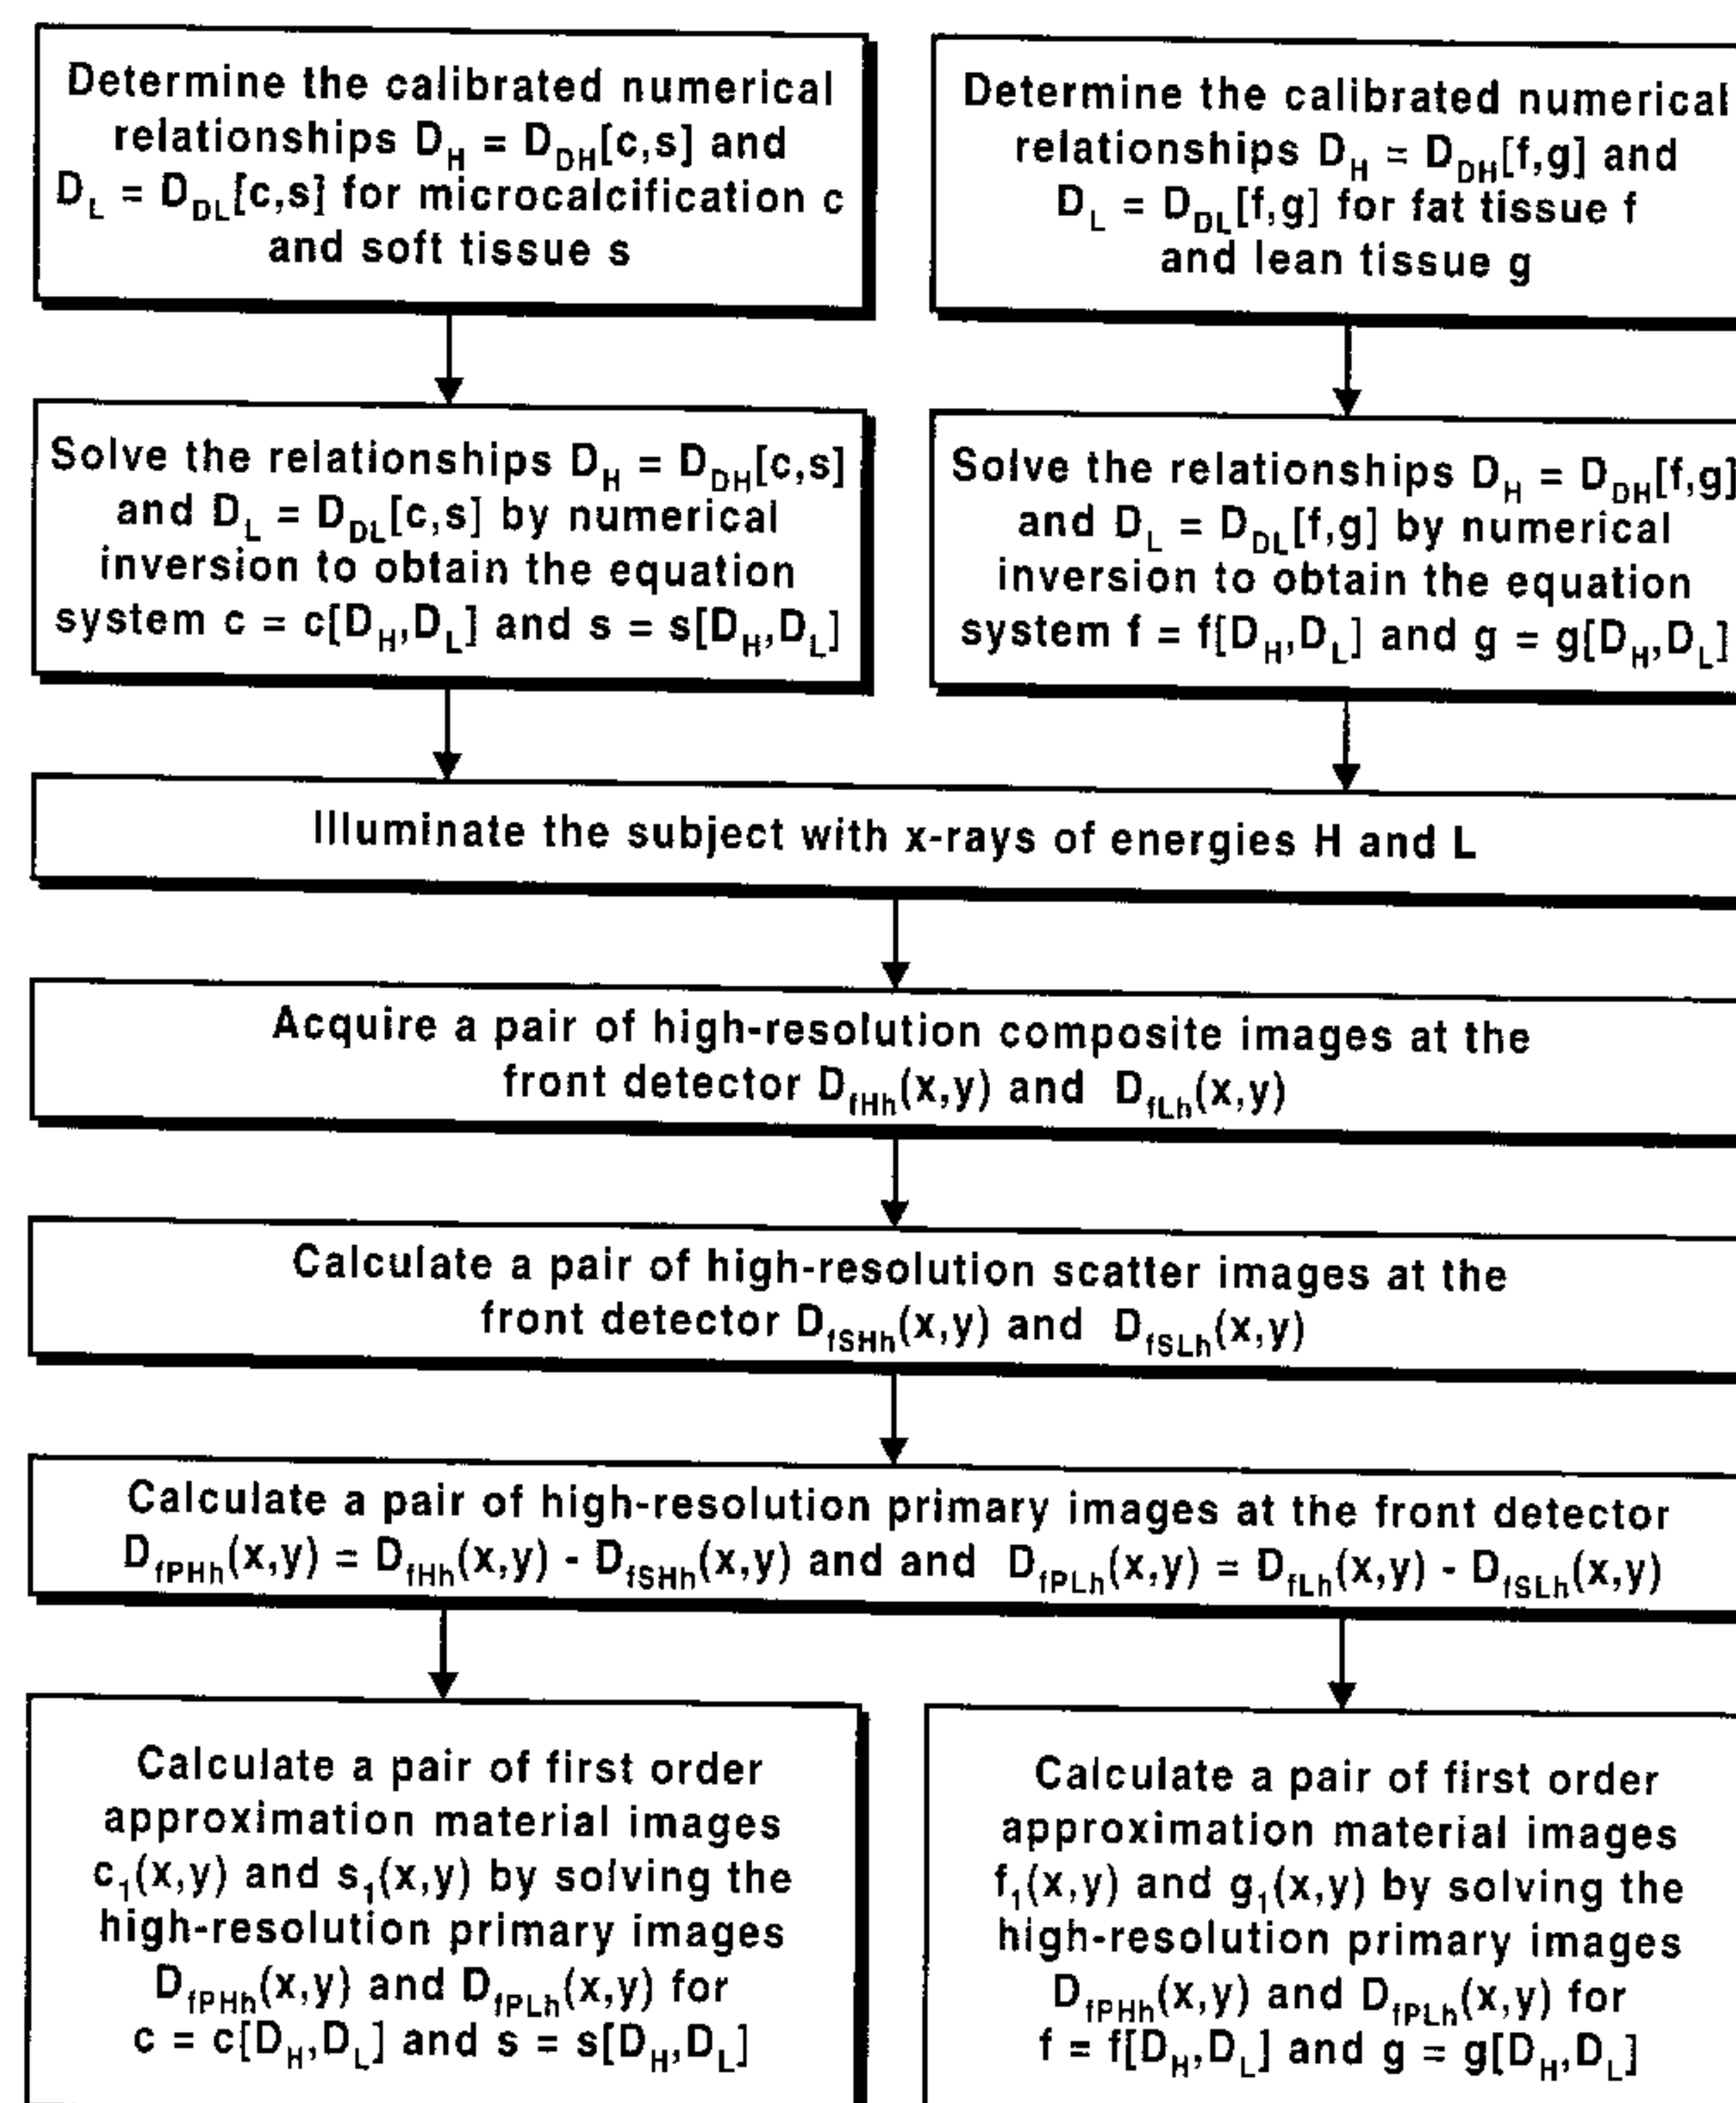 Determine the calibrated numerical
relationships D_H = D_DH[c,s] and
D_L = D_DL[c,s] for microcalcification c
and soft tissue s
Determine the calibrated numerical
relationships D_H = D_DH[f,g] and
D_L = D_DL[f,g] for fat tissue f
and lean tissue g
Solve the relationships D_H = D_DH[c,s]
and D_L = D_DL[c,s] by numerical
inversion to obtain the equation
system c = c[D_H,D_L] and s = s[D_H,D_L]
Solve the relationships D_H = D_DH[f,g]
and D_L = D_DL[f,g] by numerical
inversion to obtain the equation
system f = f[D_H,D_L] and g = g[D_H,D_L]
Illuminate the subject with x-rays of energies H and L
Acquire a pair of high-resolution composite images at the
front detector D_fHh(x,y) and D_fLh(x,y)
Calculate a pair of high-resolution scatter images at the
front detector D_fSHh(x,y) and D_fSLh(x,y)
Calculate a pair of high-resolution primary images at the front detector
D_fPHh(x,y) = D_fHh(x,y) - D_fSHh(x,y) and and D_fPLh(x,y) = D_fLh(x,y) - D_fSLh(x,y)
Calculate a pair of first order
approximation material images
c_1(x,y) and s_1(x,y) by solving the
high-resolution primary images
D_fPHh(x,y) and D_fPLh(x,y) for
c = c[D_H,D_L] and s = s[D_H,D_L]
Calculate a pair of first order
approximation material images
f_1(x,y) and g_1(x,y) by solving the
high-resolution primary images
D_fPHh(x,y) and D_fPLh(x,y) for
f = f[D_H,D_L] and g = g[D_H,D_L]